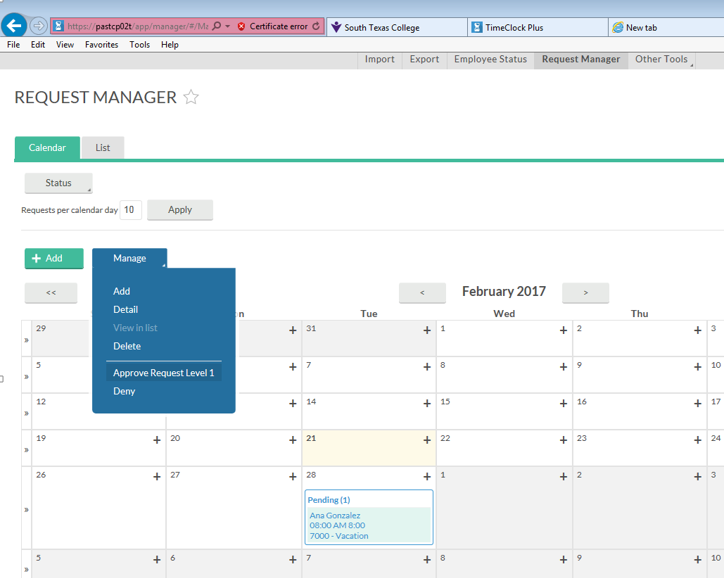 https://pastcp02t/app/manager/#/Ma Certificate error South Texas College TimeClock Plus New tab
File Edit View Favorites Tools Help
Import Export Employee Status Request Manager Other Tools
REQUEST MANAGER
Calendar List
Status
Requests per calendar day 10 Apply
+ Add Manage
<< < February 2017 >
Add
Detail
View in list
Delete
Approve Request Level 1
Deny
n Tue Wed Thu
» 29 + + 31 + 1 + 2 + 3
» 5 + 7 + 8 + 9 + 10
» 12 + 14 + 15 + 16 + 17
» 19 + 20 + 21 + 22 + 23 + 24
» 26 + 27 + 28 + 1 + 2 + 3
Pending (1)
Ana Gonzalez
08:00 AM 8:00
7000 - Vacation
» 5 + 6 + 7 + 8 + 9 + 10